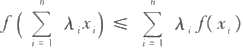 f ( ∑_{i = 1}^{n} λ_i x_i ) ≤ ∑_{i = 1}^{n} λ_i f ( x_i )